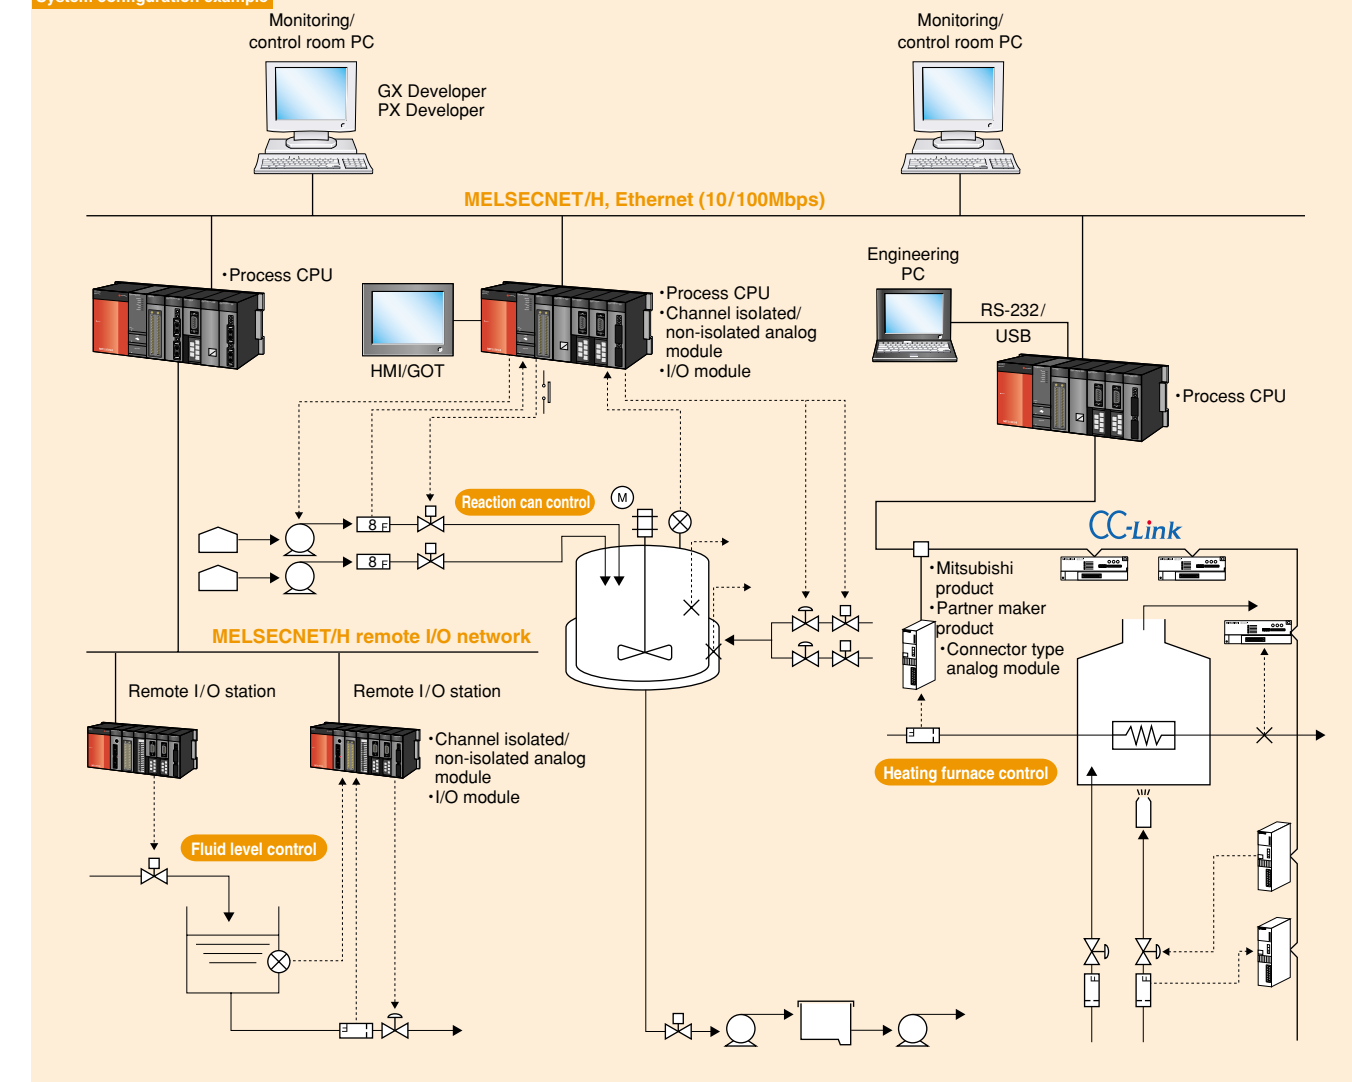 System configuration example
Monitoring/
control room PC
GX Developer
PX Developer
Monitoring/
control room PC
MELSECNET/H, Ethernet (10/100Mbps)
・Process CPU
HMI/GOT
・Process CPU
・Channel isolated/
non-isolated analog
module
・I/O module
Engineering
PC
RS-232/
USB
・Process CPU
Reaction can control
M
8 F
8 F
CC-Link
・Mitsubishi
product
・Partner maker
product
・Connector type
analog module
MELSECNET/H remote I/O network
Remote I/O station
Remote I/O station
・Channel isolated/
non-isolated analog
module
・I/O module
Heating furnace control
Fluid level control
F
F
F
F